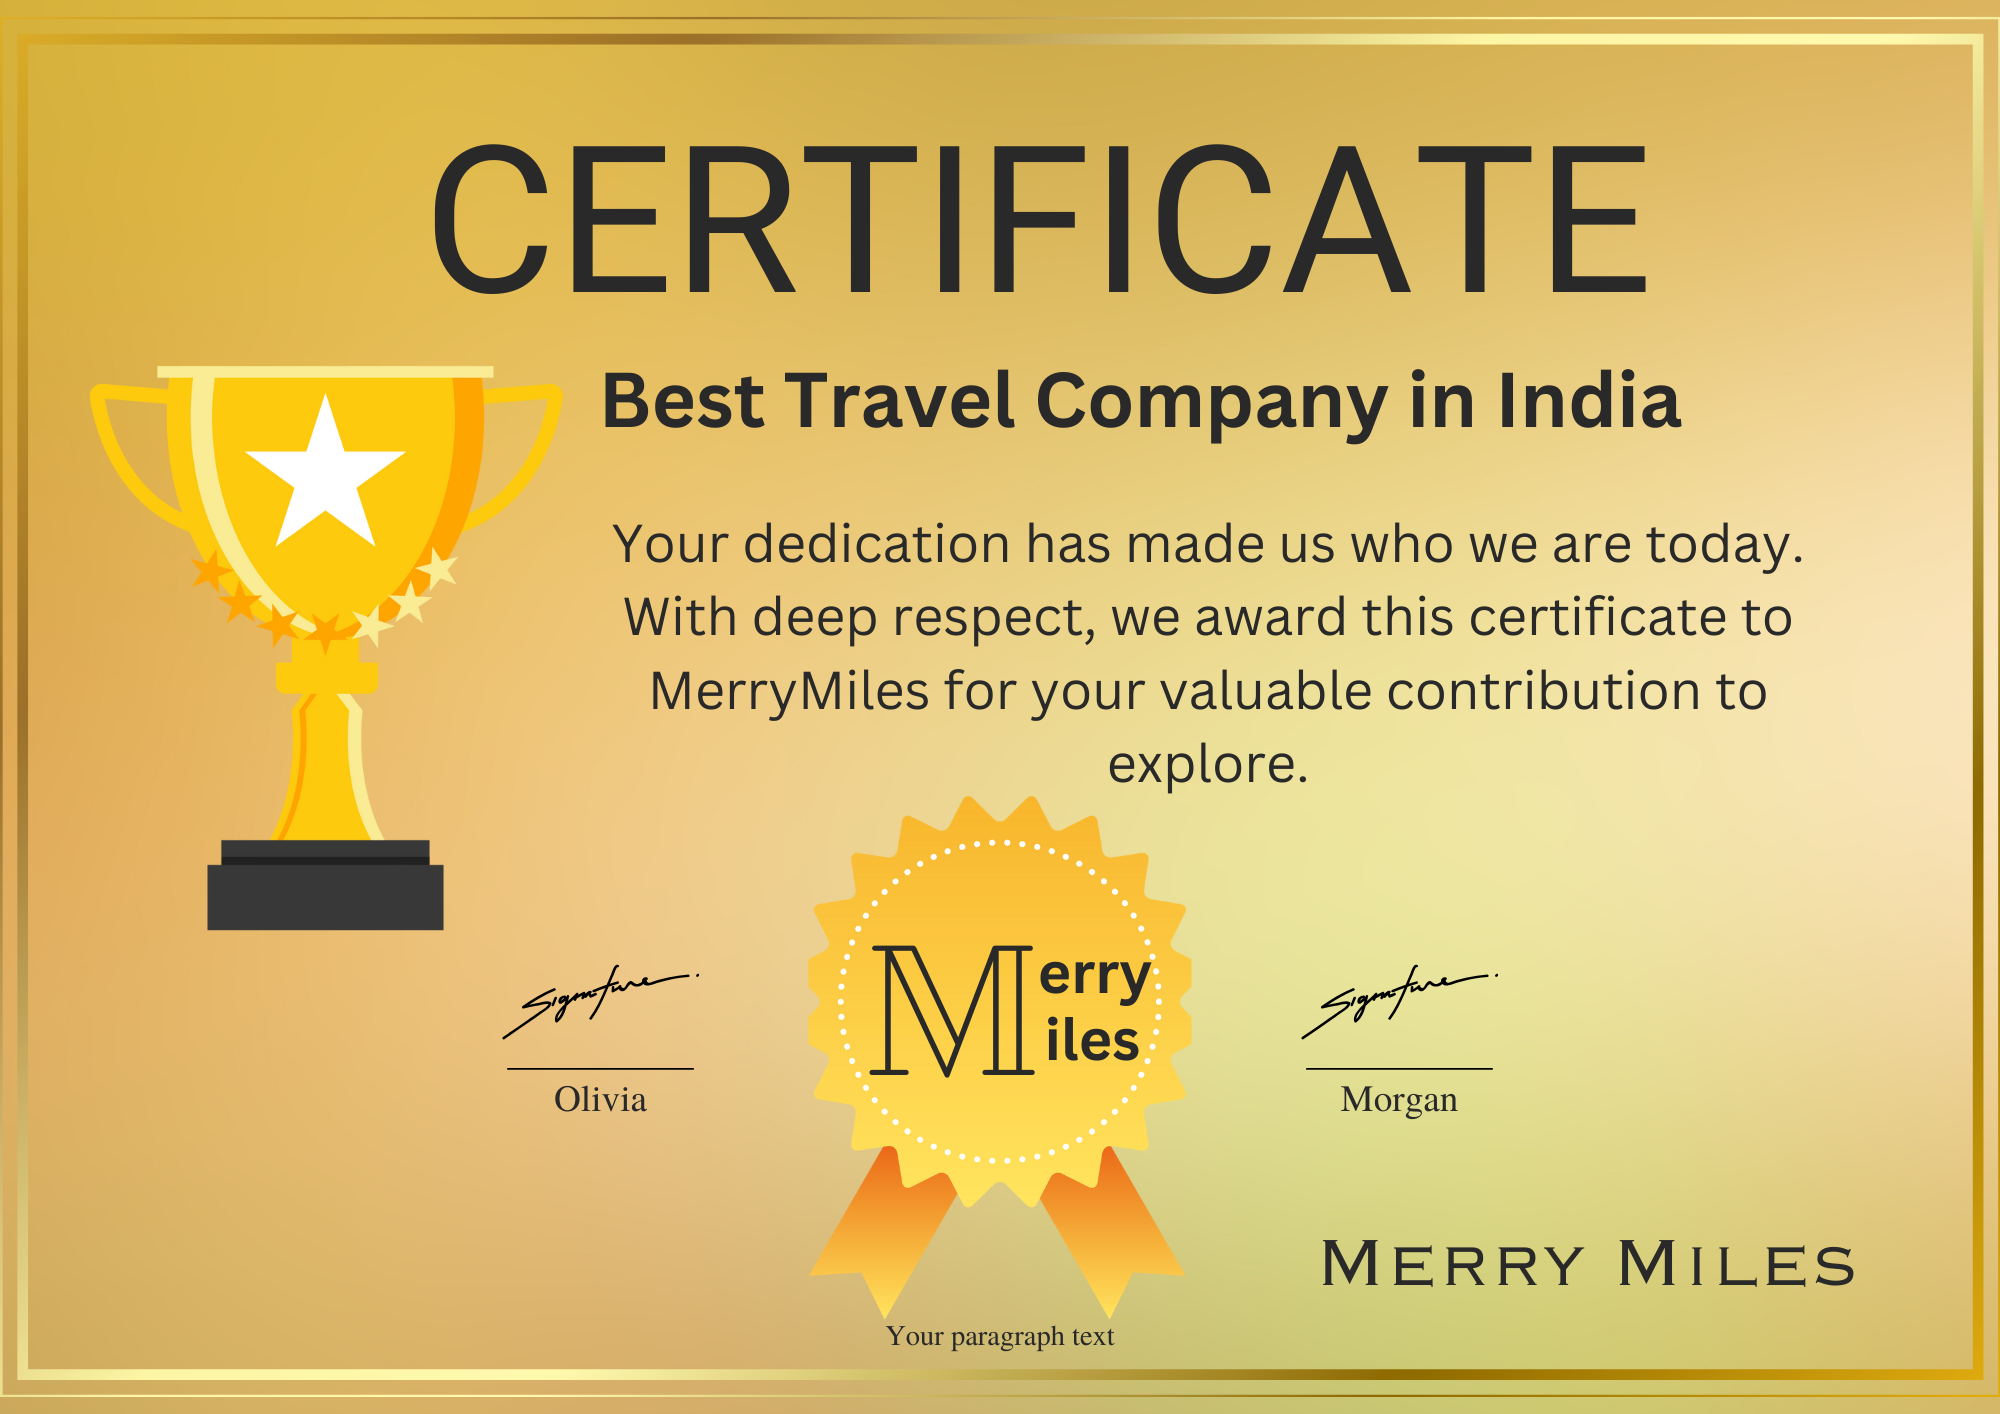 CERTIFICATE
Best Travel Company in India
Your dedication has made us who we are today.
With deep respect, we award this certificate to
MerryMiles for your valuable contribution to
explore.
Signature
Olivia
Merry
Miles
Signature
Morgan
MERRY MILES
Your paragraph text